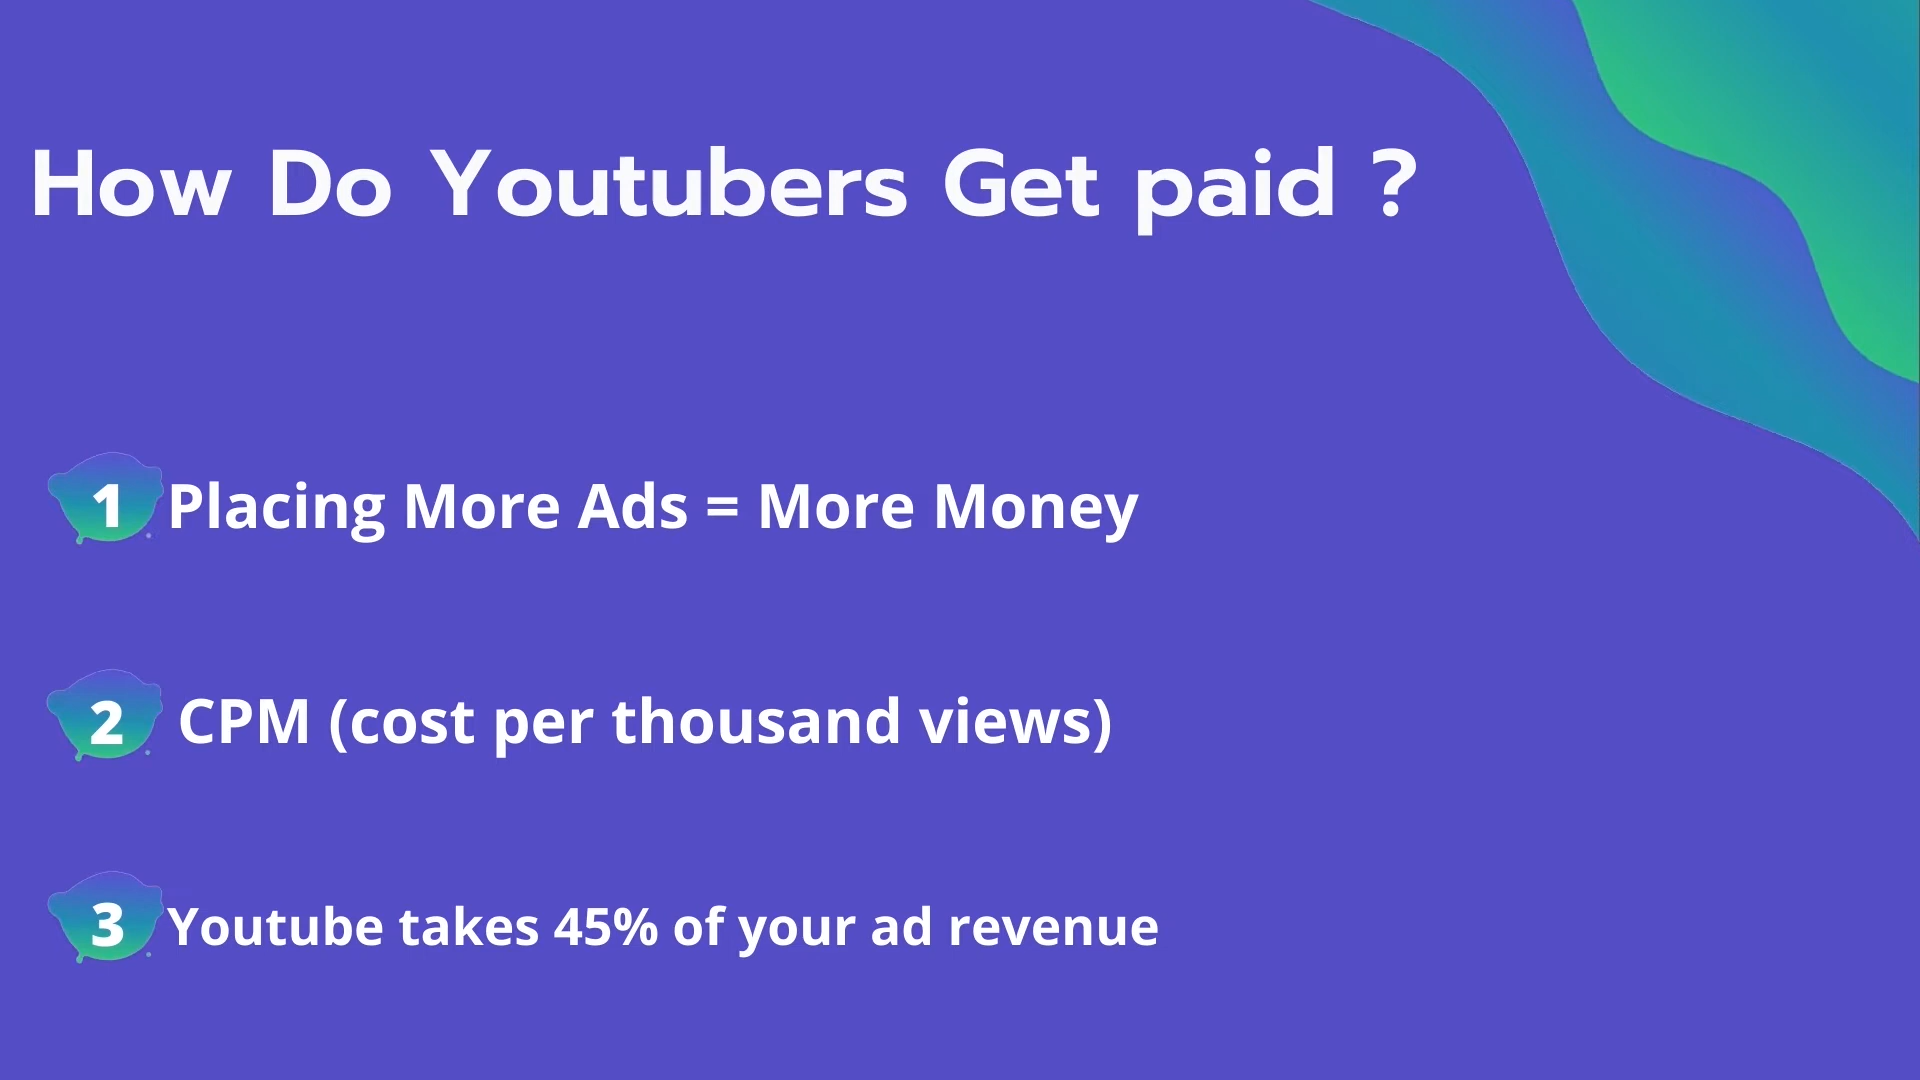 How Do Youtubers Get paid ?
1 Placing More Ads = More Money
2 CPM (cost per thousand views)
3 Youtube takes 45% of your ad revenue